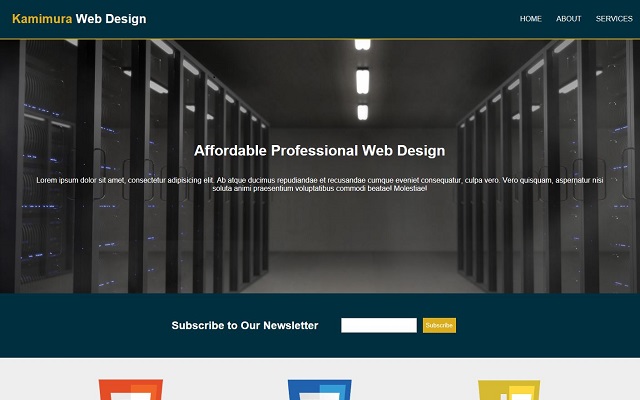 Kamimura Web Design
HOME ABOUT SERVICES
Affordable Professional Web Design
Lorem ipsum dolor sit amet, consectetur adipisicing elit. Ab atque ducimus repudiandae et recusandae cumque eveniet consequatur, culpa vero. Vero quisquam, aspernatur nisi
soluta animi praesentium voluptatibus commodi beatae! Molestiae!
Subscribe to Our Newsletter
Subscribe